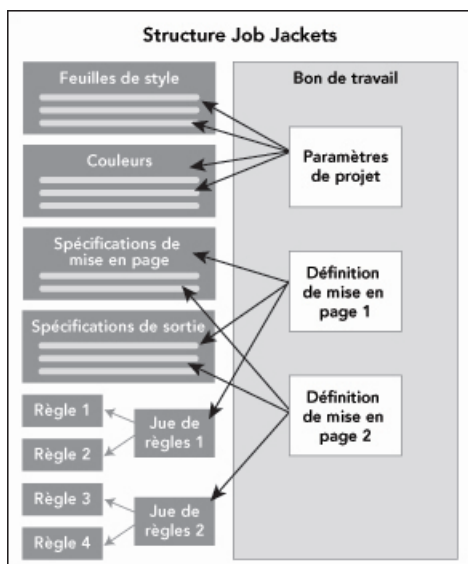 Structure Job Jackets
Feuilles de style
Couleurs
Spécifications de
mise en page
Spécifications de sortie
Règle 1
Règle 2
Jue de
règles 1
Règle 3
Règle 4
Jue de
règles 2
Bon de travail
Paramètres
de projet
Définition
de mise en
page 1
Définition
de mise en
page 2